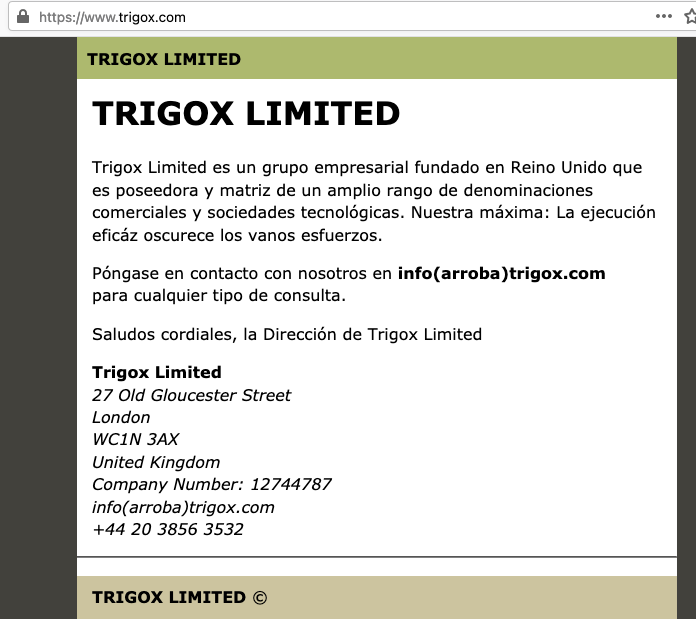 https://www.trigox.com
TRIGOX LIMITED
TRIGOX LIMITED
Trigox Limited es un grupo empresarial fundado en Reino Unido que
es poseedora y matriz de un amplio rango de denominaciones
comerciales y sociedades tecnológicas. Nuestra máxima: La ejecución
eficáz oscurece los vanos esfuerzos.
Póngase en contacto con nosotros en info(arroba)trigox.com
para cualquier tipo de consulta.
Saludos cordiales, la Dirección de Trigox Limited
Trigox Limited
27 Old Gloucester Street
London
WC1N 3AX
United Kingdom
Company Number: 12744787
info(arroba)trigox.com
+44 20 3856 3532
TRIGOX LIMITED ©